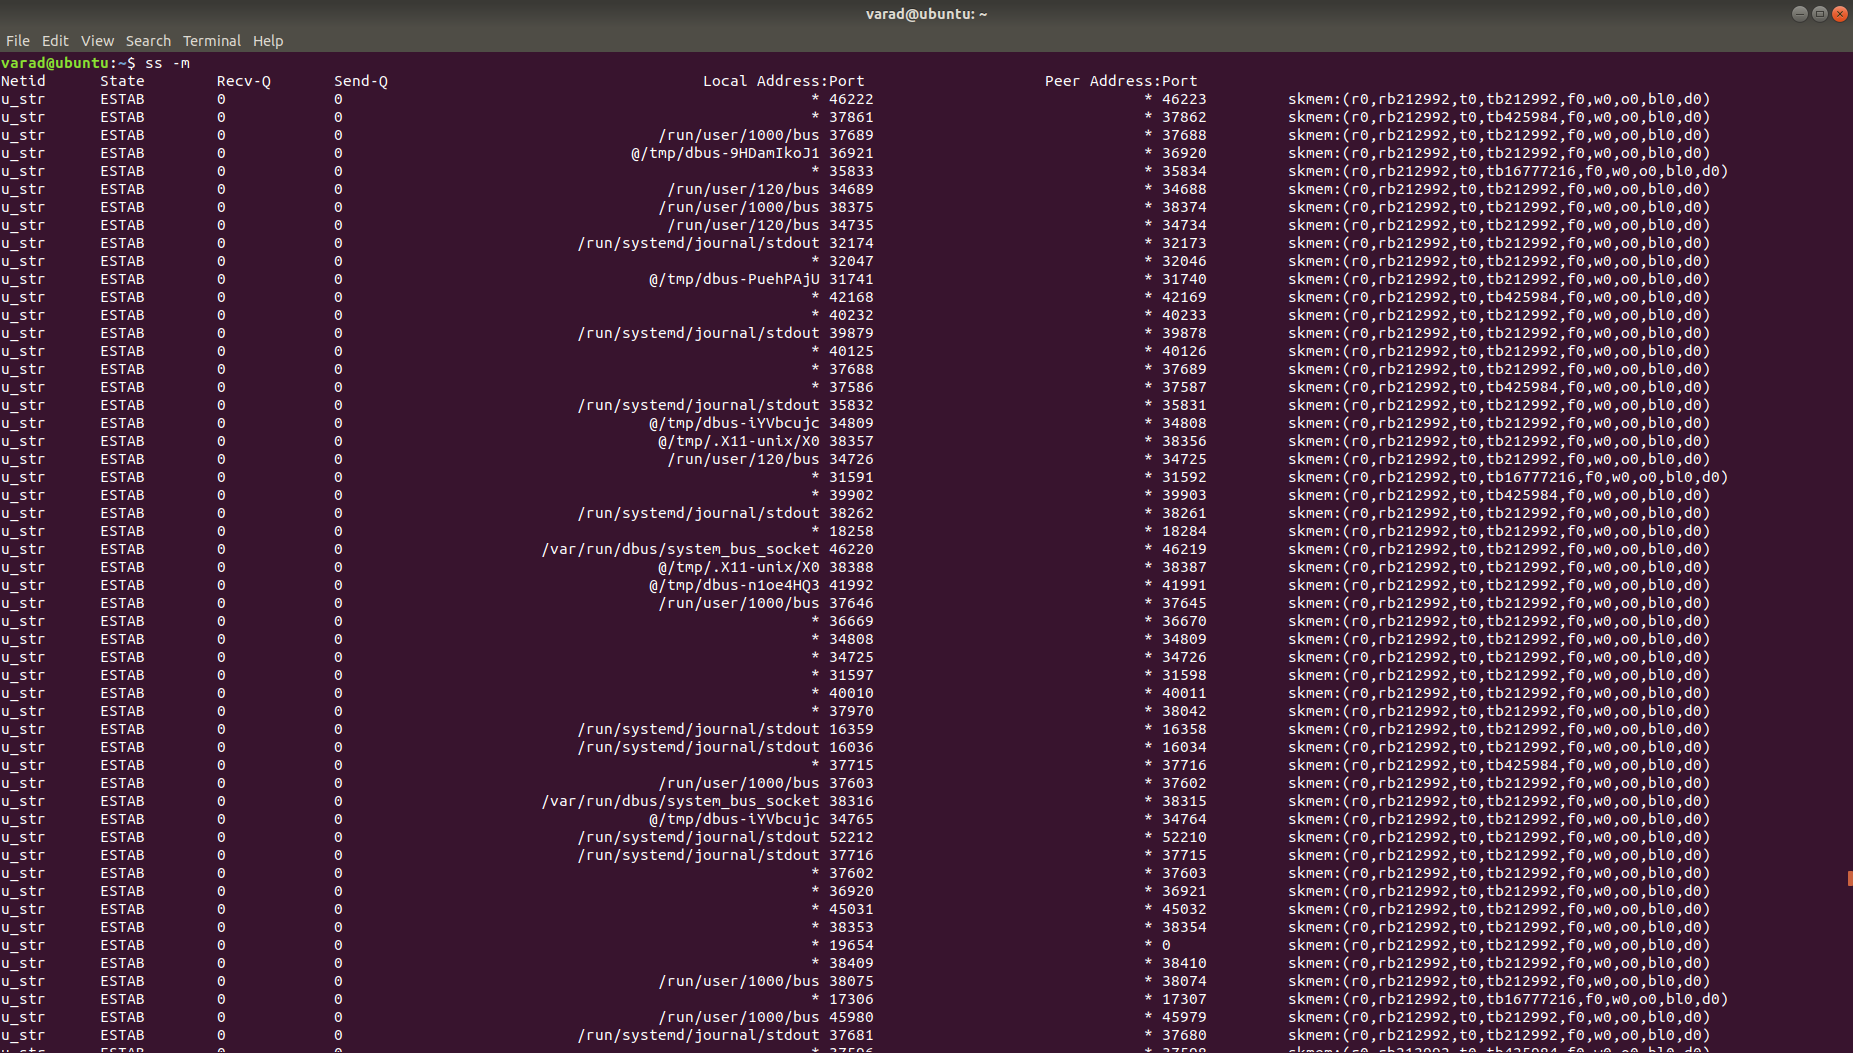 varad@ubuntu: ~
File Edit View Search Terminal Help
varad@ubuntu:~$ ss -m
Netid State Recv-Q Send-Q Local Address:Port Peer Address:Port
u_str ESTAB 0 0 * 46222 * 46223 skmem:(r0,rb212992,t0,tb212992,f0,w0,o0,bl0,d0)
u_str ESTAB 0 0 * 37861 * 37862 skmem:(r0,rb212992,t0,tb425984,f0,w0,o0,bl0,d0)
u_str ESTAB 0 0 /run/user/1000/bus 37689 * 37688 skmem:(r0,rb212992,t0,tb212992,f0,w0,o0,bl0,d0)
u_str ESTAB 0 0 @/tmp/dbus-9HDamIkoJ1 36921 * 36920 skmem:(r0,rb212992,t0,tb212992,f0,w0,o0,bl0,d0)
u_str ESTAB 0 0 * 35833 * 35834 skmem:(r0,rb212992,t0,tb16777216,f0,w0,o0,bl0,d0)
u_str ESTAB 0 0 /run/user/120/bus 34689 * 34688 skmem:(r0,rb212992,t0,tb212992,f0,w0,o0,bl0,d0)
u_str ESTAB 0 0 /run/user/1000/bus 38375 * 38374 skmem:(r0,rb212992,t0,tb212992,f0,w0,o0,bl0,d0)
u_str ESTAB 0 0 /run/user/120/bus 34735 * 34734 skmem:(r0,rb212992,t0,tb212992,f0,w0,o0,bl0,d0)
u_str ESTAB 0 0 /run/systemd/journal/stdout 32174 * 32173 skmem:(r0,rb212992,t0,tb212992,f0,w0,o0,bl0,d0)
u_str ESTAB 0 0 * 32047 * 32046 skmem:(r0,rb212992,t0,tb212992,f0,w0,o0,bl0,d0)
u_str ESTAB 0 0 @/tmp/dbus-PuehPAjU 31741 * 31740 skmem:(r0,rb212992,t0,tb212992,f0,w0,o0,bl0,d0)
u_str ESTAB 0 0 * 42168 * 42169 skmem:(r0,rb212992,t0,tb425984,f0,w0,o0,bl0,d0)
u_str ESTAB 0 0 * 40232 * 40233 skmem:(r0,rb212992,t0,tb212992,f0,w0,o0,bl0,d0)
u_str ESTAB 0 0 /run/systemd/journal/stdout 39879 * 39878 skmem:(r0,rb212992,t0,tb212992,f0,w0,o0,bl0,d0)
u_str ESTAB 0 0 * 40125 * 40126 skmem:(r0,rb212992,t0,tb212992,f0,w0,o0,bl0,d0)
u_str ESTAB 0 0 * 37688 * 37689 skmem:(r0,rb212992,t0,tb212992,f0,w0,o0,bl0,d0)
u_str ESTAB 0 0 * 37586 * 37587 skmem:(r0,rb212992,t0,tb425984,f0,w0,o0,bl0,d0)
u_str ESTAB 0 0 /run/systemd/journal/stdout 35832 * 35831 skmem:(r0,rb212992,t0,tb212992,f0,w0,o0,bl0,d0)
u_str ESTAB 0 0 @/tmp/dbus-iYVbcujc 34809 * 34808 skmem:(r0,rb212992,t0,tb212992,f0,w0,o0,bl0,d0)
u_str ESTAB 0 0 @/tmp/.X11-unix/X0 38357 * 38356 skmem:(r0,rb212992,t0,tb212992,f0,w0,o0,bl0,d0)
u_str ESTAB 0 0 /run/user/120/bus 34726 * 34725 skmem:(r0,rb212992,t0,tb212992,f0,w0,o0,bl0,d0)
u_str ESTAB 0 0 * 31591 * 31592 skmem:(r0,rb212992,t0,tb16777216,f0,w0,o0,bl0,d0)
u_str ESTAB 0 0 * 39902 * 39903 skmem:(r0,rb212992,t0,tb425984,f0,w0,o0,bl0,d0)
u_str ESTAB 0 0 /run/systemd/journal/stdout 38262 * 38261 skmem:(r0,rb212992,t0,tb212992,f0,w0,o0,bl0,d0)
u_str ESTAB 0 0 * 18258 * 18284 skmem:(r0,rb212992,t0,tb212992,f0,w0,o0,bl0,d0)
u_str ESTAB 0 0 /var/run/dbus/system_bus_socket 46220 * 46219 skmem:(r0,rb212992,t0,tb212992,f0,w0,o0,bl0,d0)
u_str ESTAB 0 0 @/tmp/.X11-unix/X0 38388 * 38387 skmem:(r0,rb212992,t0,tb212992,f0,w0,o0,bl0,d0)
u_str ESTAB 0 0 @/tmp/dbus-n1oe4HQ3 41992 * 41991 skmem:(r0,rb212992,t0,tb212992,f0,w0,o0,bl0,d0)
u_str ESTAB 0 0 /run/user/1000/bus 37646 * 37645 skmem:(r0,rb212992,t0,tb212992,f0,w0,o0,bl0,d0)
u_str ESTAB 0 0 * 36669 * 36670 skmem:(r0,rb212992,t0,tb212992,f0,w0,o0,bl0,d0)
u_str ESTAB 0 0 * 34808 * 34809 skmem:(r0,rb212992,t0,tb212992,f0,w0,o0,bl0,d0)
u_str ESTAB 0 0 * 34725 * 34726 skmem:(r0,rb212992,t0,tb212992,f0,w0,o0,bl0,d0)
u_str ESTAB 0 0 * 31597 * 31598 skmem:(r0,rb212992,t0,tb212992,f0,w0,o0,bl0,d0)
u_str ESTAB 0 0 * 40010 * 40011 skmem:(r0,rb212992,t0,tb212992,f0,w0,o0,bl0,d0)
u_str ESTAB 0 0 * 37970 * 38042 skmem:(r0,rb212992,t0,tb212992,f0,w0,o0,bl0,d0)
u_str ESTAB 0 0 /run/systemd/journal/stdout 16359 * 16358 skmem:(r0,rb212992,t0,tb212992,f0,w0,o0,bl0,d0)
u_str ESTAB 0 0 /run/systemd/journal/stdout 16036 * 16034 skmem:(r0,rb212992,t0,tb212992,f0,w0,o0,bl0,d0)
u_str ESTAB 0 0 * 37715 * 37716 skmem:(r0,rb212992,t0,tb425984,f0,w0,o0,bl0,d0)
u_str ESTAB 0 0 /run/user/1000/bus 37603 * 37602 skmem:(r0,rb212992,t0,tb212992,f0,w0,o0,bl0,d0)
u_str ESTAB 0 0 /var/run/dbus/system_bus_socket 38316 * 38315 skmem:(r0,rb212992,t0,tb212992,f0,w0,o0,bl0,d0)
u_str ESTAB 0 0 @/tmp/dbus-iYVbcujc 34765 * 34764 skmem:(r0,rb212992,t0,tb212992,f0,w0,o0,bl0,d0)
u_str ESTAB 0 0 /run/systemd/journal/stdout 52212 * 52210 skmem:(r0,rb212992,t0,tb212992,f0,w0,o0,bl0,d0)
u_str ESTAB 0 0 /run/systemd/journal/stdout 37716 * 37715 skmem:(r0,rb212992,t0,tb212992,f0,w0,o0,bl0,d0)
u_str ESTAB 0 0 * 37602 * 37603 skmem:(r0,rb212992,t0,tb212992,f0,w0,o0,bl0,d0)
u_str ESTAB 0 0 * 36920 * 36921 skmem:(r0,rb212992,t0,tb212992,f0,w0,o0,bl0,d0)
u_str ESTAB 0 0 * 45031 * 45032 skmem:(r0,rb212992,t0,tb212992,f0,w0,o0,bl0,d0)
u_str ESTAB 0 0 * 38353 * 38354 skmem:(r0,rb212992,t0,tb212992,f0,w0,o0,bl0,d0)
u_str ESTAB 0 0 * 19654 * 0 skmem:(r0,rb212992,t0,tb212992,f0,w0,o0,bl0,d0)
u_str ESTAB 0 0 * 38409 * 38410 skmem:(r0,rb212992,t0,tb212992,f0,w0,o0,bl0,d0)
u_str ESTAB 0 0 /run/user/1000/bus 38075 * 38074 skmem:(r0,rb212992,t0,tb212992,f0,w0,o0,bl0,d0)
u_str ESTAB 0 0 * 17306 * 17307 skmem:(r0,rb212992,t0,tb16777216,f0,w0,o0,bl0,d0)
u_str ESTAB 0 0 /run/user/1000/bus 45980 * 45979 skmem:(r0,rb212992,t0,tb212992,f0,w0,o0,bl0,d0)
u_str ESTAB 0 0 /run/systemd/journal/stdout 37681 * 37680 skmem:(r0,rb212992,t0,tb212992,f0,w0,o0,bl0,d0)